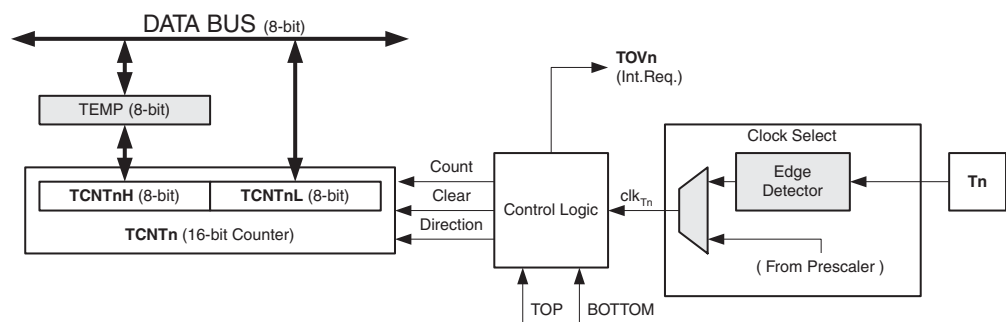 DATA BUS (8-bit)
TOVn
(Int.Req.)
TEMP (8-bit)
Clock Select
Count
Edge
Detector
Tn
TCNTnH (8-bit) TCNTnL (8-bit)
Clear
Control Logic
clkTn
TCNTn (16-bit Counter)
Direction
( From Prescaler )
TOP BOTTOM